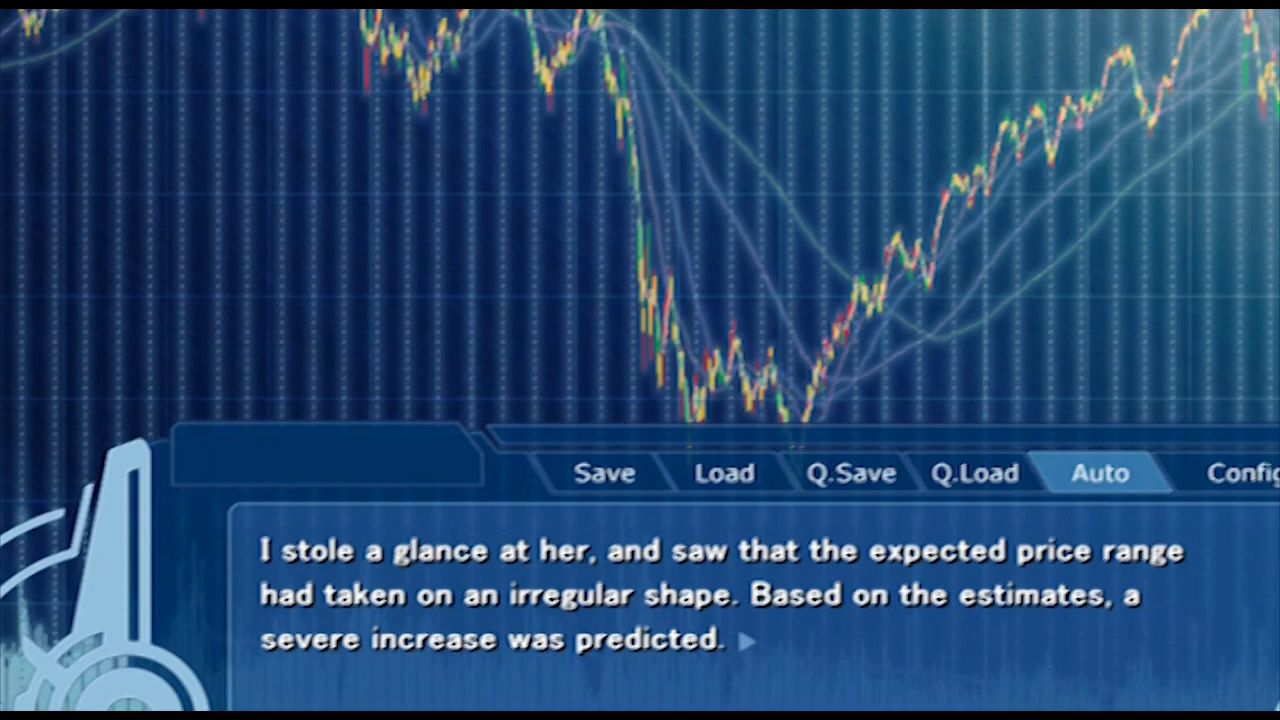 Save Load Q.Save Q.Load Auto
I stole a glance at her, and saw that the expected price range
had taken on an irregular shape. Based on the estimates, a
severe increase was predicted.